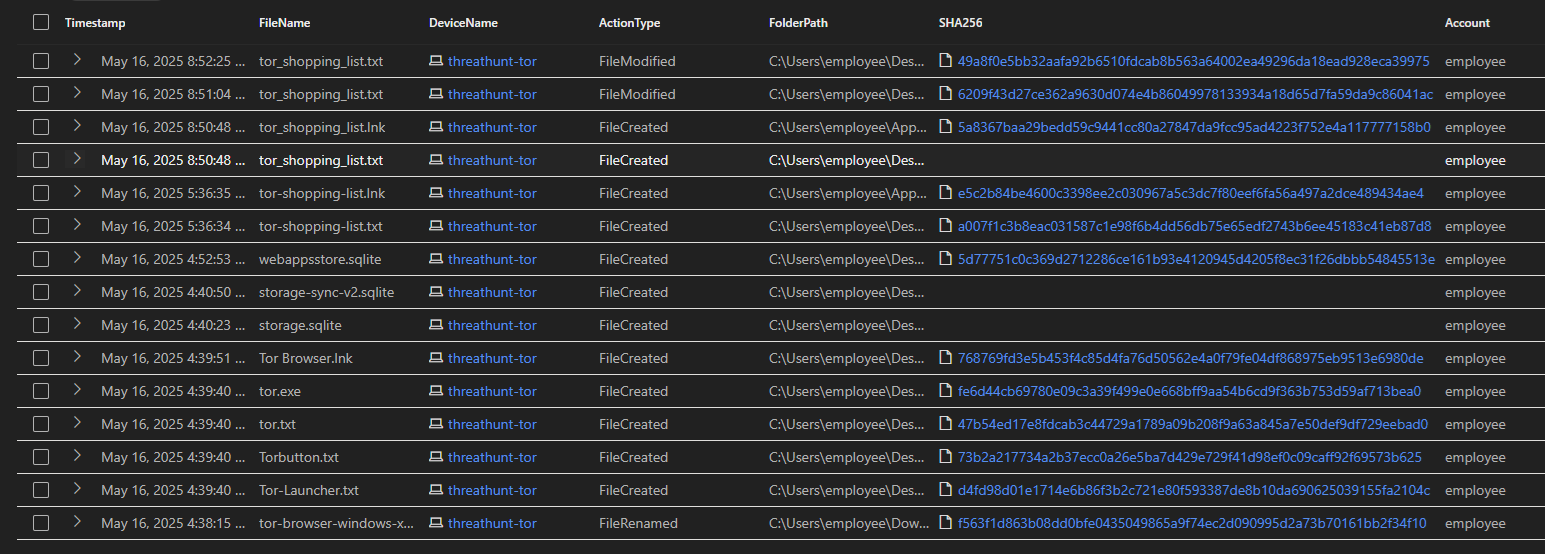 Timestamp FileName DeviceName ActionType FolderPath SHA256 Account
May 16, 2025 8:52:25 ... tor_shopping_list.txt threathunt-tor FileModified C:\Users\employee\Des... 49a8f0e5bb32aafa92b6510fdcab8b563a64002ea49296da18ead928eca39975 employee
May 16, 2025 8:51:04 ... tor_shopping_list.txt threathunt-tor FileModified C:\Users\employee\Des... 6209f43d27ce362a9630d074e4b86049978133934a18d65d7fa59da9c86041ac employee
May 16, 2025 8:50:48 ... tor_shopping_list.lnk threathunt-tor FileCreated C:\Users\employee\App... 5a8367baa29bedd59c9441cc80a27847da9fcc95ad4223f752e4a117777158b0 employee
May 16, 2025 8:50:48 ... tor_shopping_list.txt threathunt-tor FileCreated C:\Users\employee\Des... employee
May 16, 2025 5:36:35 ... tor-shopping-list.lnk threathunt-tor FileCreated C:\Users\employee\App... e5c2b84be4600c3398ee2c030967a5c3dc7f80eef6fa56a497a2dce489434ae4 employee
May 16, 2025 5:36:34 ... tor-shopping-list.txt threathunt-tor FileCreated C:\Users\employee\Des... a007f1c3b8eac031587c1e98f6b4dd56db75e65edf2743b6ee45183c41eb87d8 employee
May 16, 2025 4:52:53 ... webappsstore.sqlite threathunt-tor FileCreated C:\Users\employee\Des... 5d77751c0c369d2712286ce161b93e4120945d4205f8ec31f26dbbb54845513e employee
May 16, 2025 4:40:50 ... storage-sync-v2.sqlite threathunt-tor FileCreated C:\Users\employee\Des... employee
May 16, 2025 4:40:23 ... storage.sqlite threathunt-tor FileCreated C:\Users\employee\Des... employee
May 16, 2025 4:39:51 ... Tor Browser.lnk threathunt-tor FileCreated C:\Users\employee\Des... 768769fd3e5b453f4c85d4fa76d50562e4a0f79fe04df868975eb9513e6980de employee
May 16, 2025 4:39:40 ... tor.exe threathunt-tor FileCreated C:\Users\employee\Des... fe6d44cb69780e09c3a39f499e0e668bff9aa54b6cd9f363b753d59af713bea0 employee
May 16, 2025 4:39:40 ... tor.txt threathunt-tor FileCreated C:\Users\employee\Des... 47b54ed17e8fdcab3c44729a1789a09b208f9a63a845a7e50def9df729eebad0 employee
May 16, 2025 4:39:40 ... Torbutton.txt threathunt-tor FileCreated C:\Users\employee\Des... 73b2a217734a2b37ecc0a26e5ba7d429e729f41d98ef0c09caff92f69573b625 employee
May 16, 2025 4:39:40 ... Tor-Launcher.txt threathunt-tor FileCreated C:\Users\employee\Des... d4fd98d01e1714e6b86f3b2c721e80f593387de8b10da690625039155fa2104c employee
May 16, 2025 4:38:15 ... tor-browser-windows-x... threathunt-tor FileRenamed C:\Users\employee\Dow... f563f1d863b08dd0bfe0435049865a9f74ec2d090995d2a73b70161bb2f34f10 employee